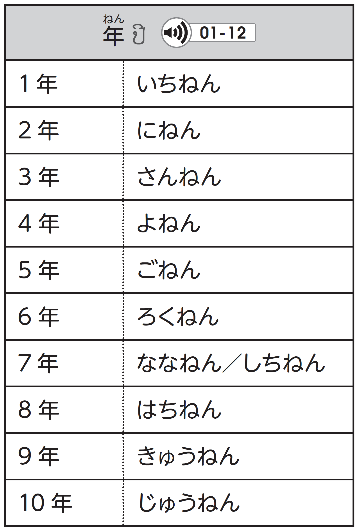 ねん
年 ปี 01-12
1 年 いちねん
2 年 にねん
3 年 さんねん
4 年 よねん
5 年 ごねん
6 年 ろくねん
7 年 ななねん／しちねん
8 年 はちねん
9 年 きゅうねん
10 年 じゅうねん